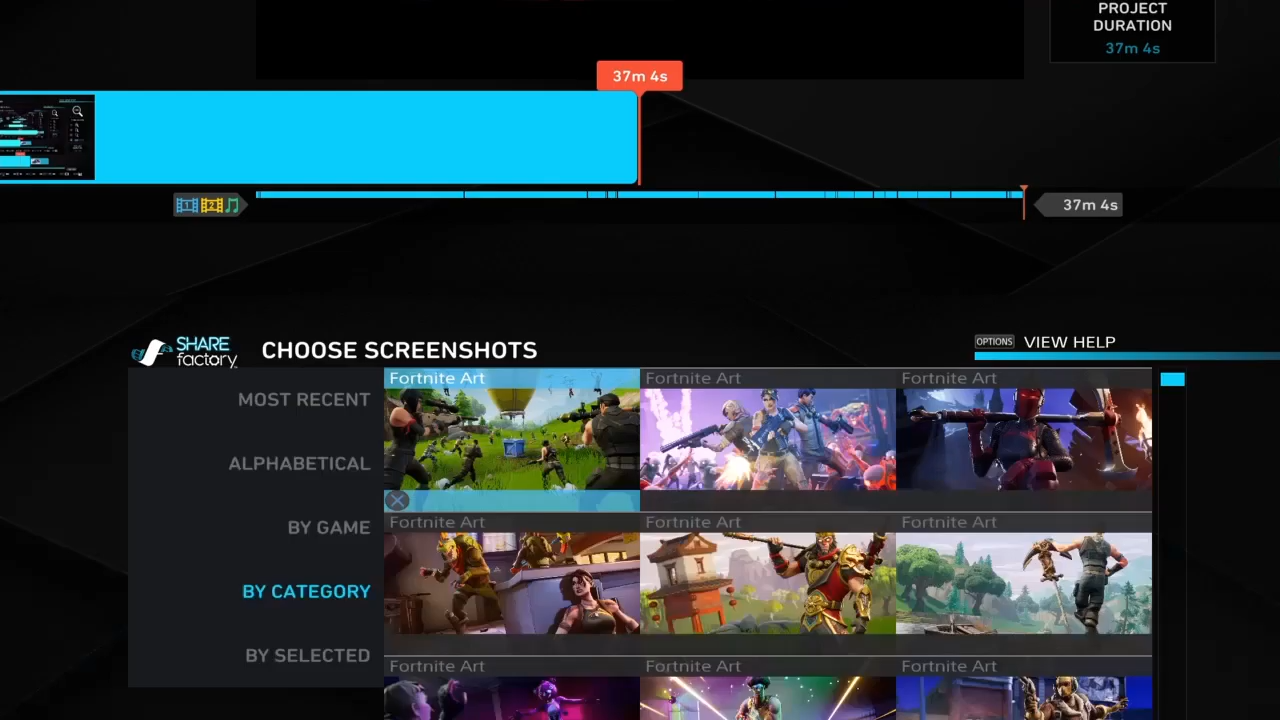 PROJECT
DURATION
37m 4s
37m 4s
1 2
37m 4s
SHARE
factory
CHOOSE SCREENSHOTS
OPTIONS VIEW HELP
MOST RECENT
ALPHABETICAL
BY GAME
BY CATEGORY
BY SELECTED
Fortnite Art
Fortnite Art
Fortnite Art
Fortnite Art
Fortnite Art
Fortnite Art
Fortnite Art
Fortnite Art
Fortnite Art